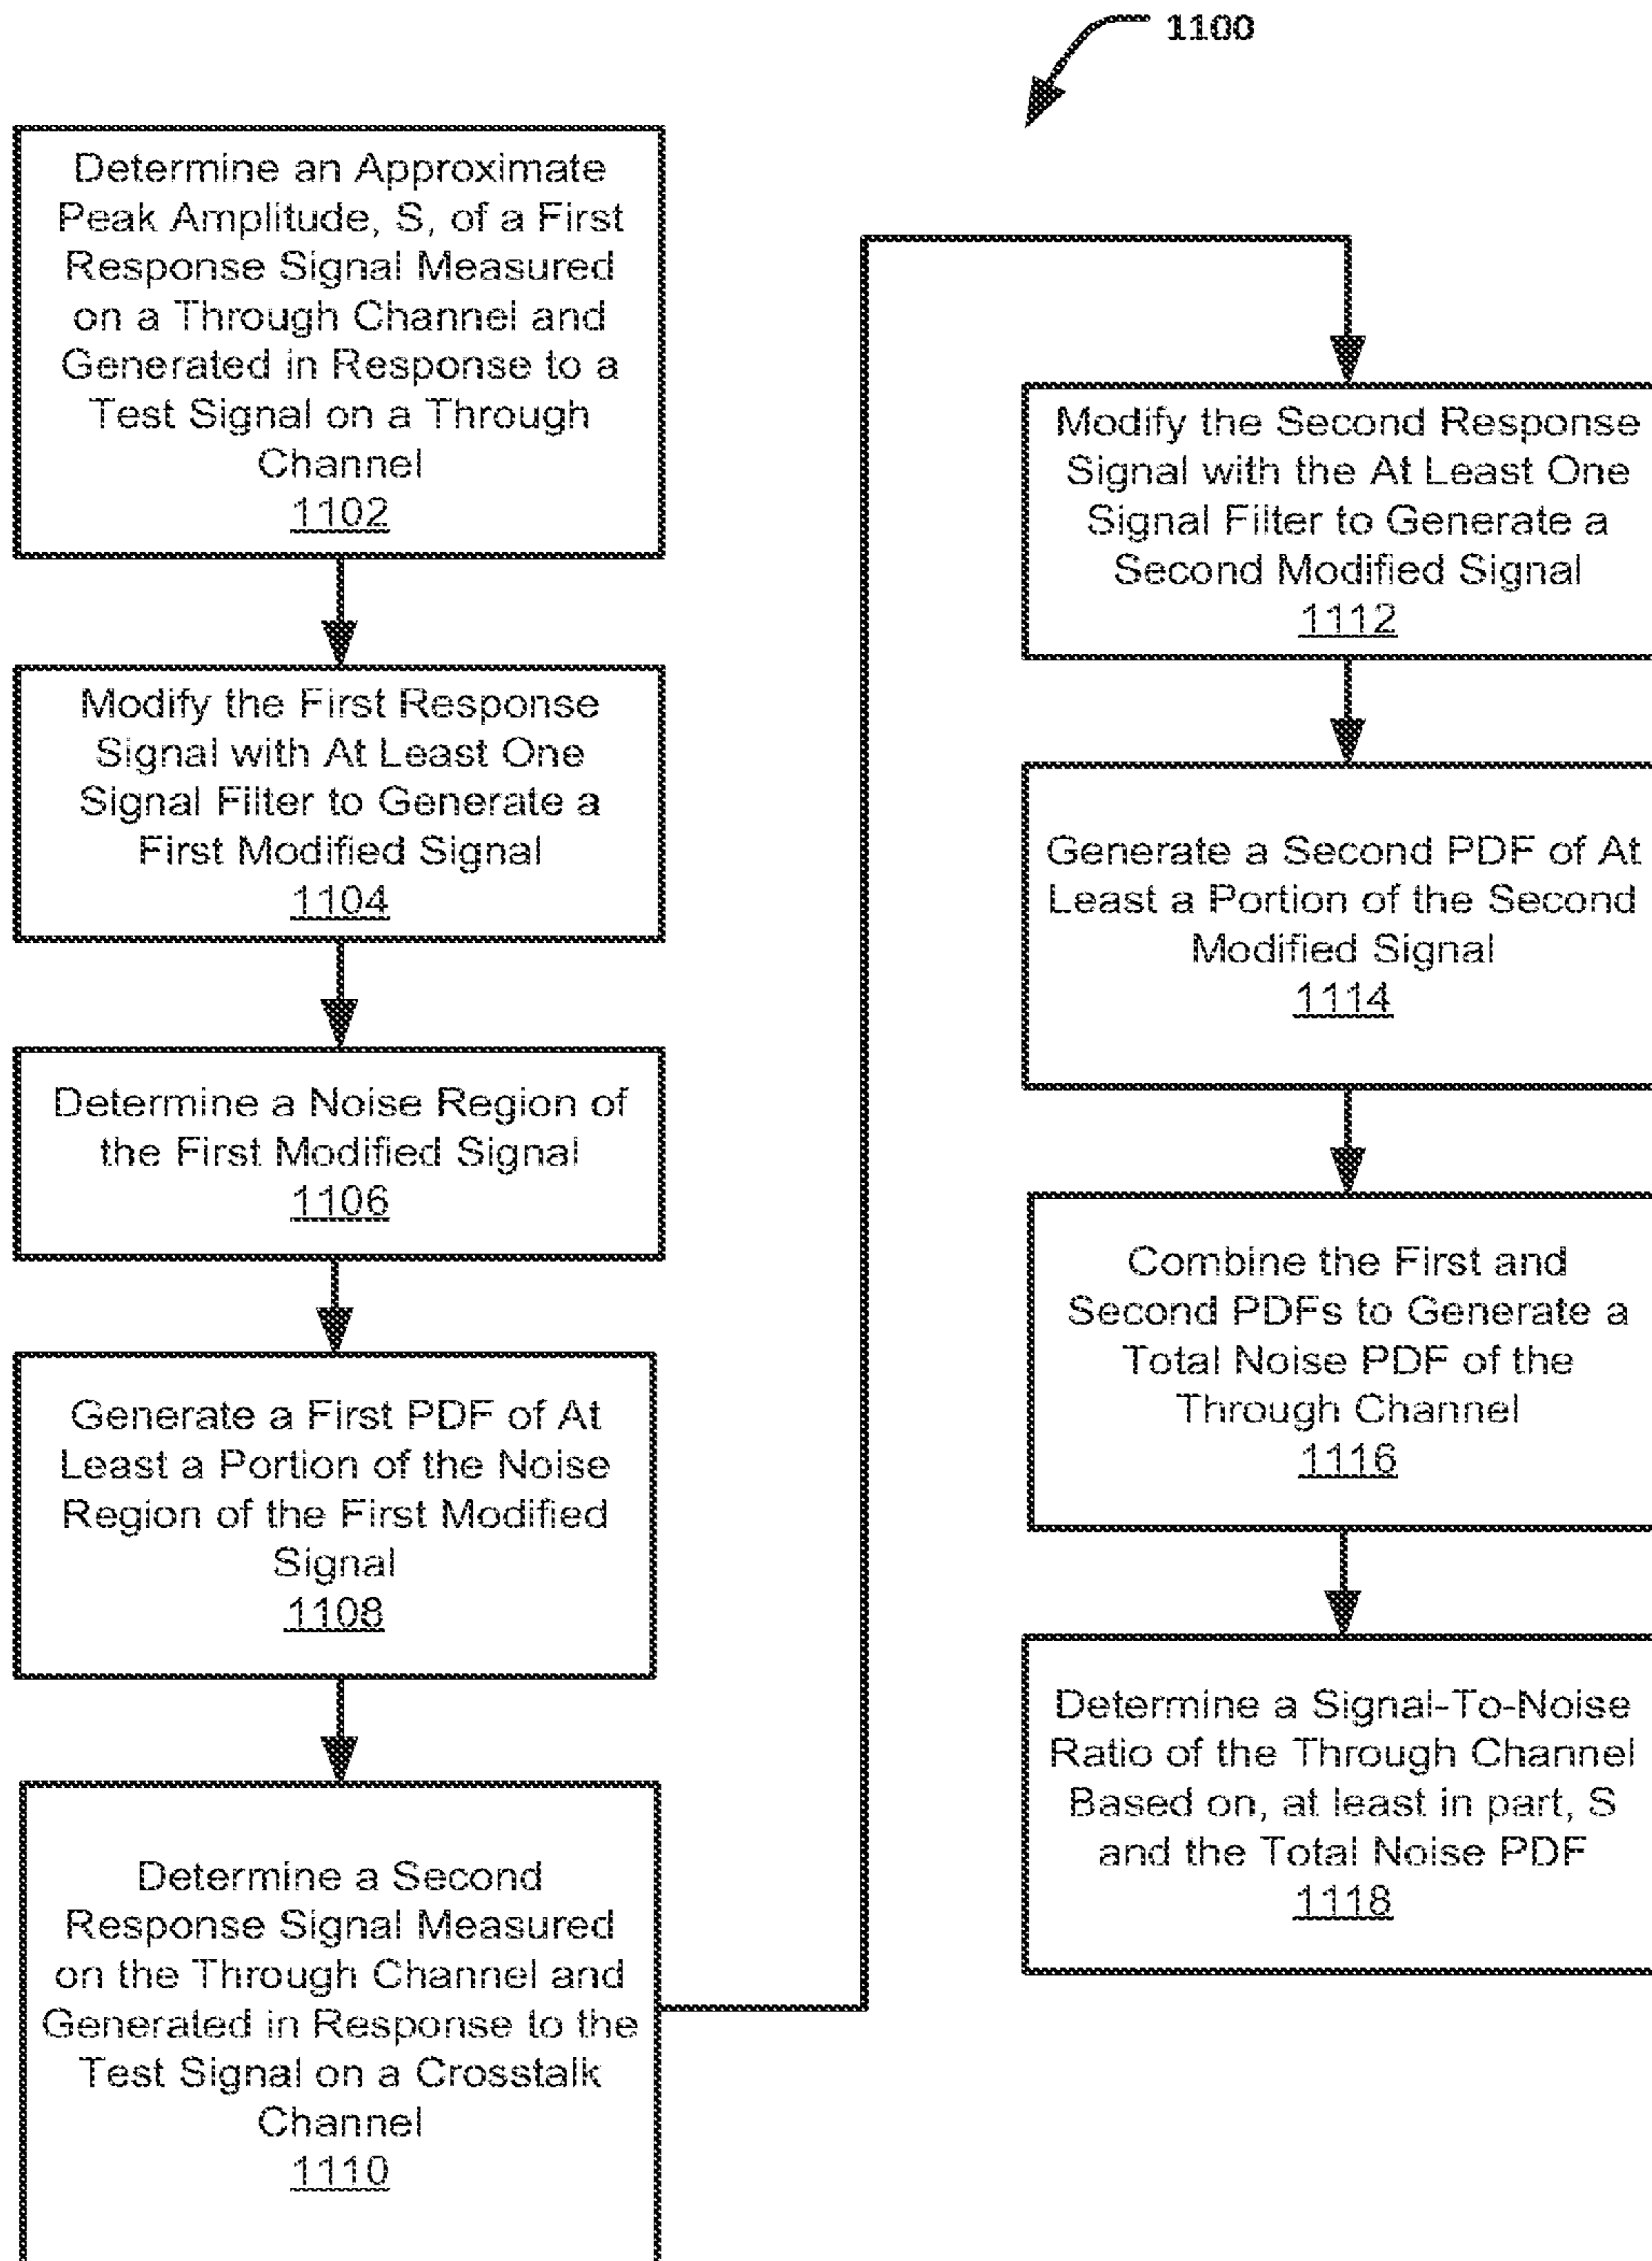 1100
Determine an Approximate
Peak Amplitude, S, of a First
Response Signal Measured
on a Through Channel and
Generated in Response to a
Test Signal on a Through
Channel
1102
Modify the First Response
Signal with At Least One
Signal Filter to Generate a
First Modified Signal
1104
Determine a Noise Region of
the First Modified Signal
1106
Generate a First PDF of At
Least a Portion of the Noise
Region of the First Modified
Signal
1108
Determine a Second
Response Signal Measured
on the Through Channel and
Generated in Response to the
Test Signal on a Crosstalk
Channel
1110
Modify the Second Response
Signal with the At Least One
Signal Filter to Generate a
Second Modified Signal
1112
Generate a Second PDF of At
Least a Portion of the Second
Modified Signal
1114
Combine the First and
Second PDFs to Generate a
Total Noise PDF of the
Through Channel
1116
Determine a Signal-To-Noise
Ratio of the Through Channel
Based on, at least in part, S
and the Total Noise PDF
1118